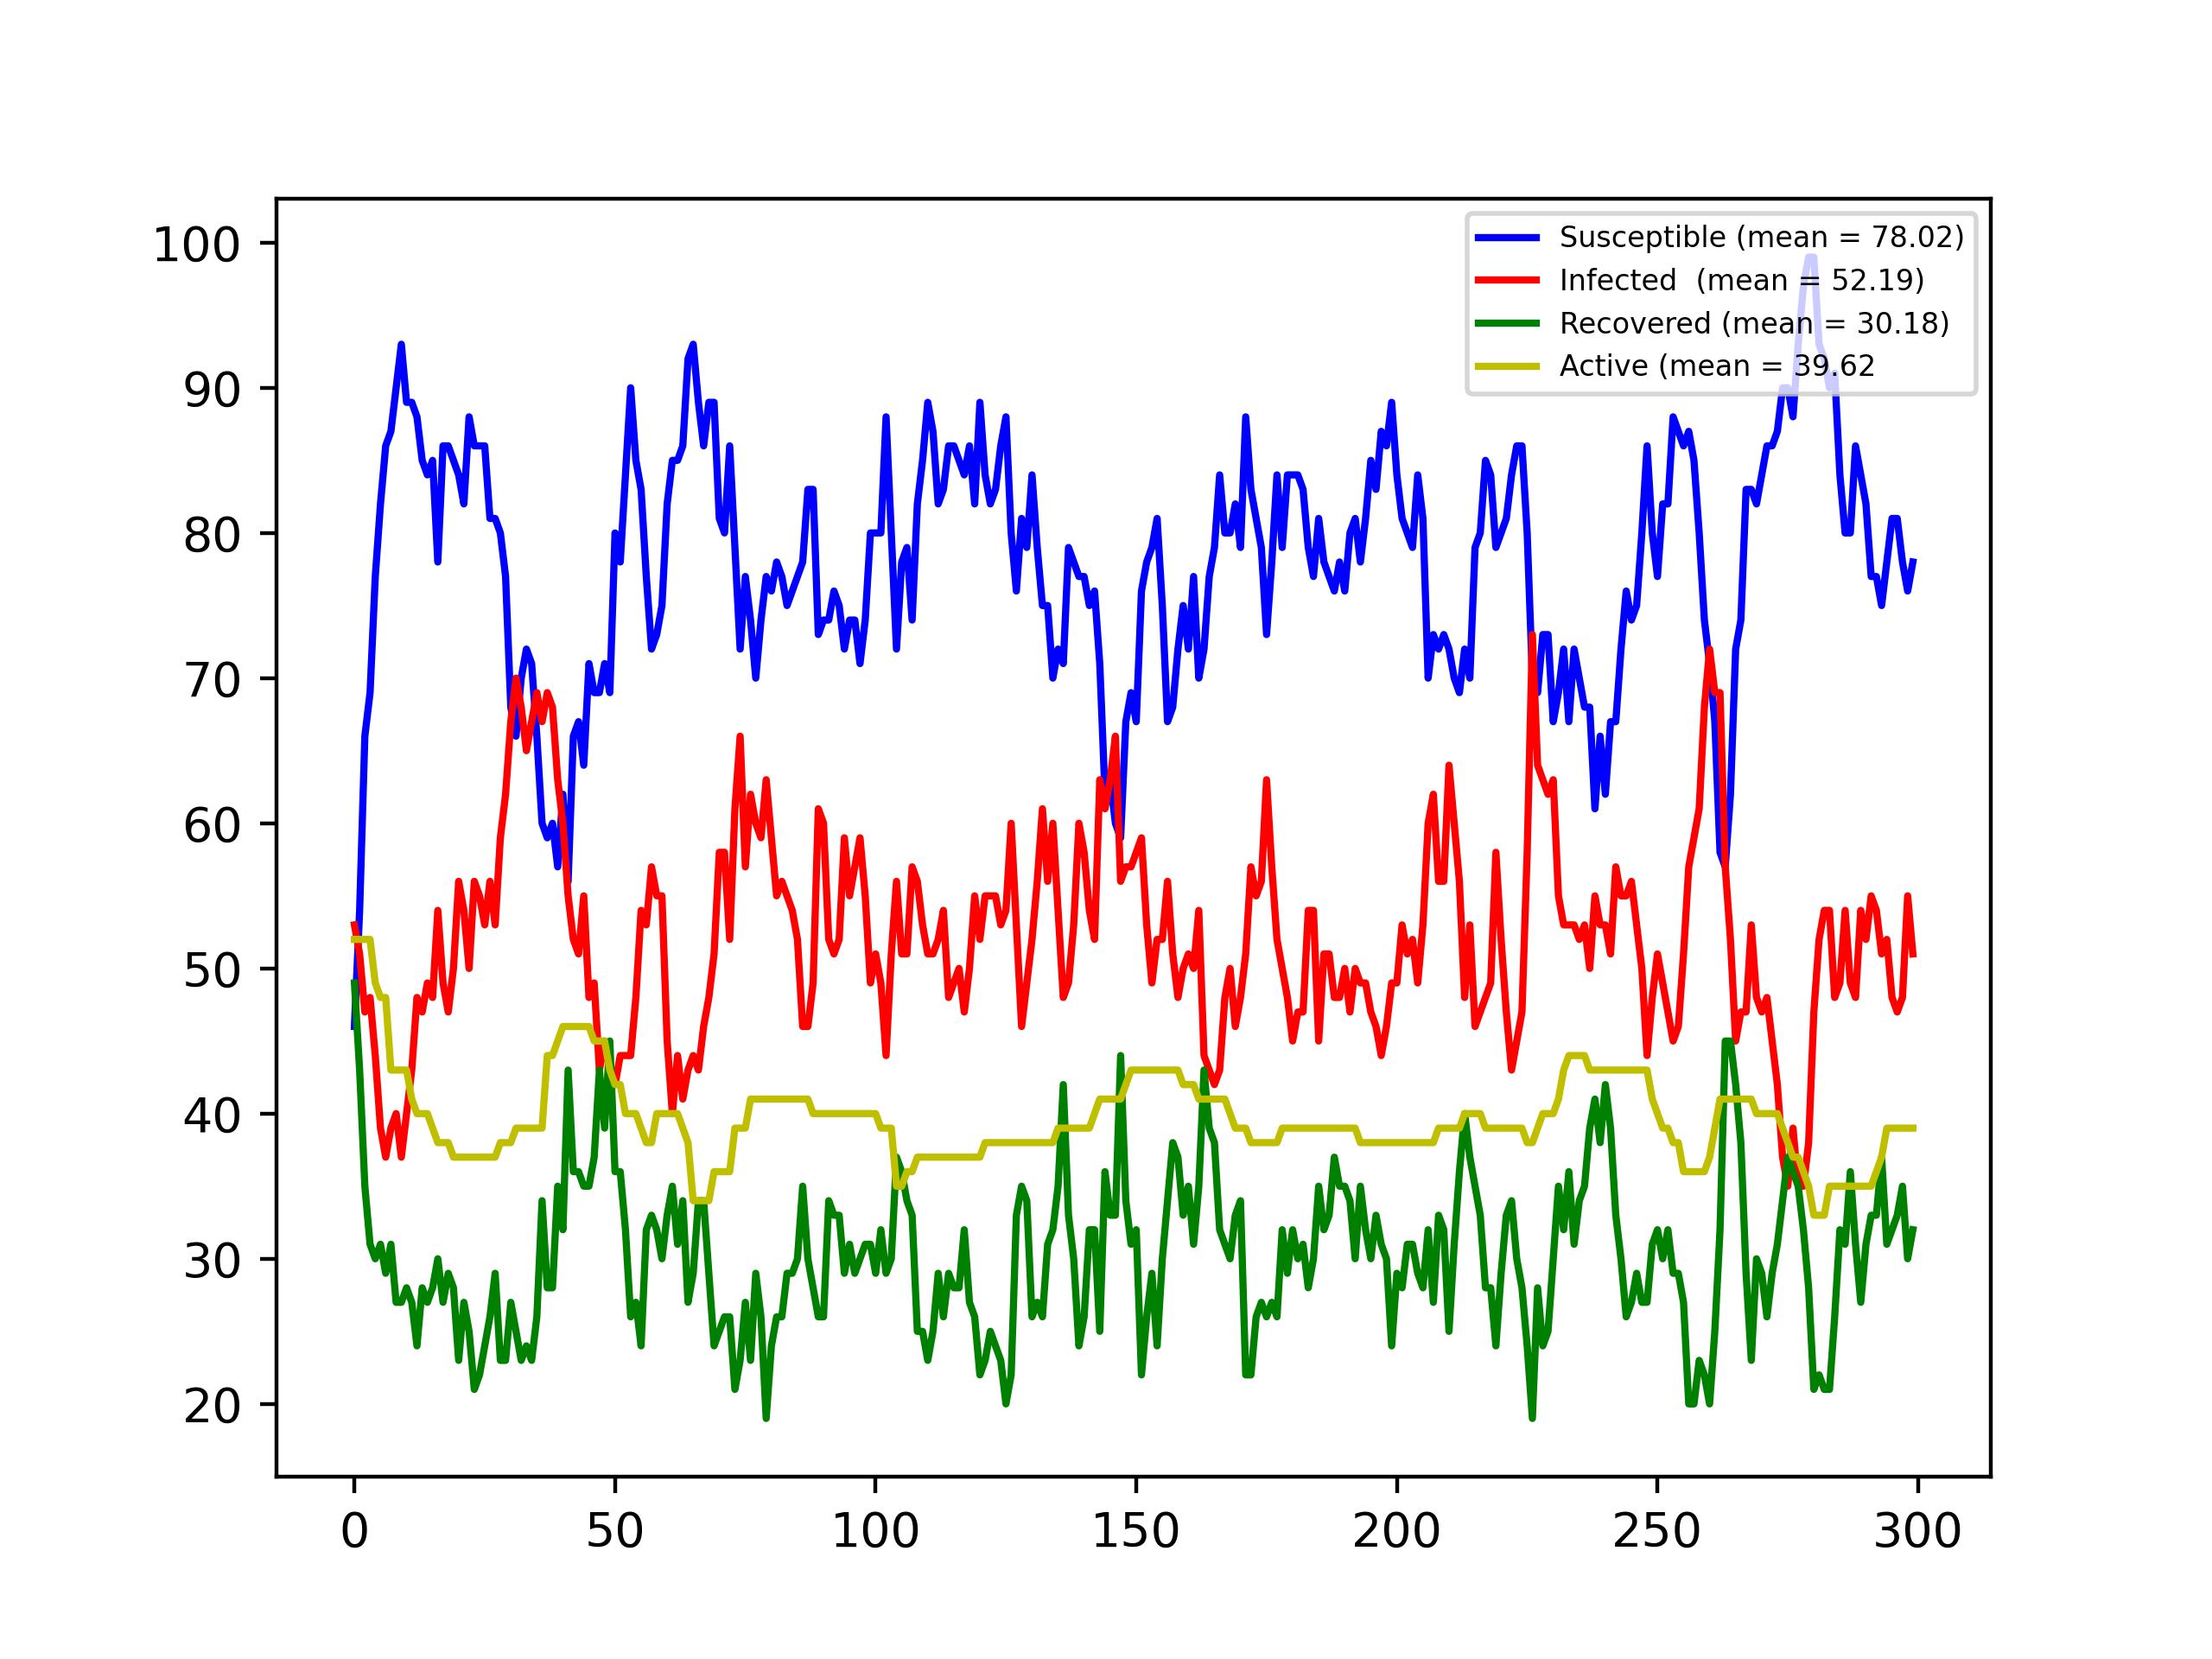 Susceptible (mean = 78.02)
Infected  (mean = 52.19)
Recovered (mean = 30.18)
Active (mean = 39.62
100
90
80
70
60
50
40
30
20
0 50 100 150 200 250 300